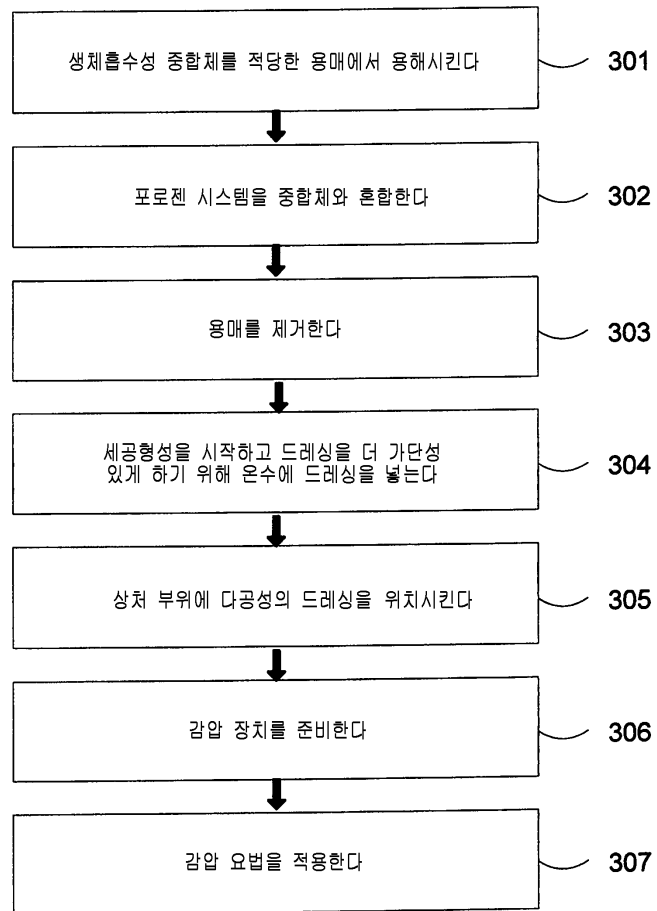 생체흡수성 중합체를 적당한 용매에서 용해시킨다
301
포로젠 시스템을 중합체와 혼합한다
302
용매를 제거한다
303
세공형성을 시작하고 드레싱을 더 가단성
있게 하기 위해 온수에 드레싱을 넣는다
304
상처 부위에 다공성의 드레싱을 위치시킨다
305
감압 장치를 준비한다
306
감압 요법을 적용한다
307